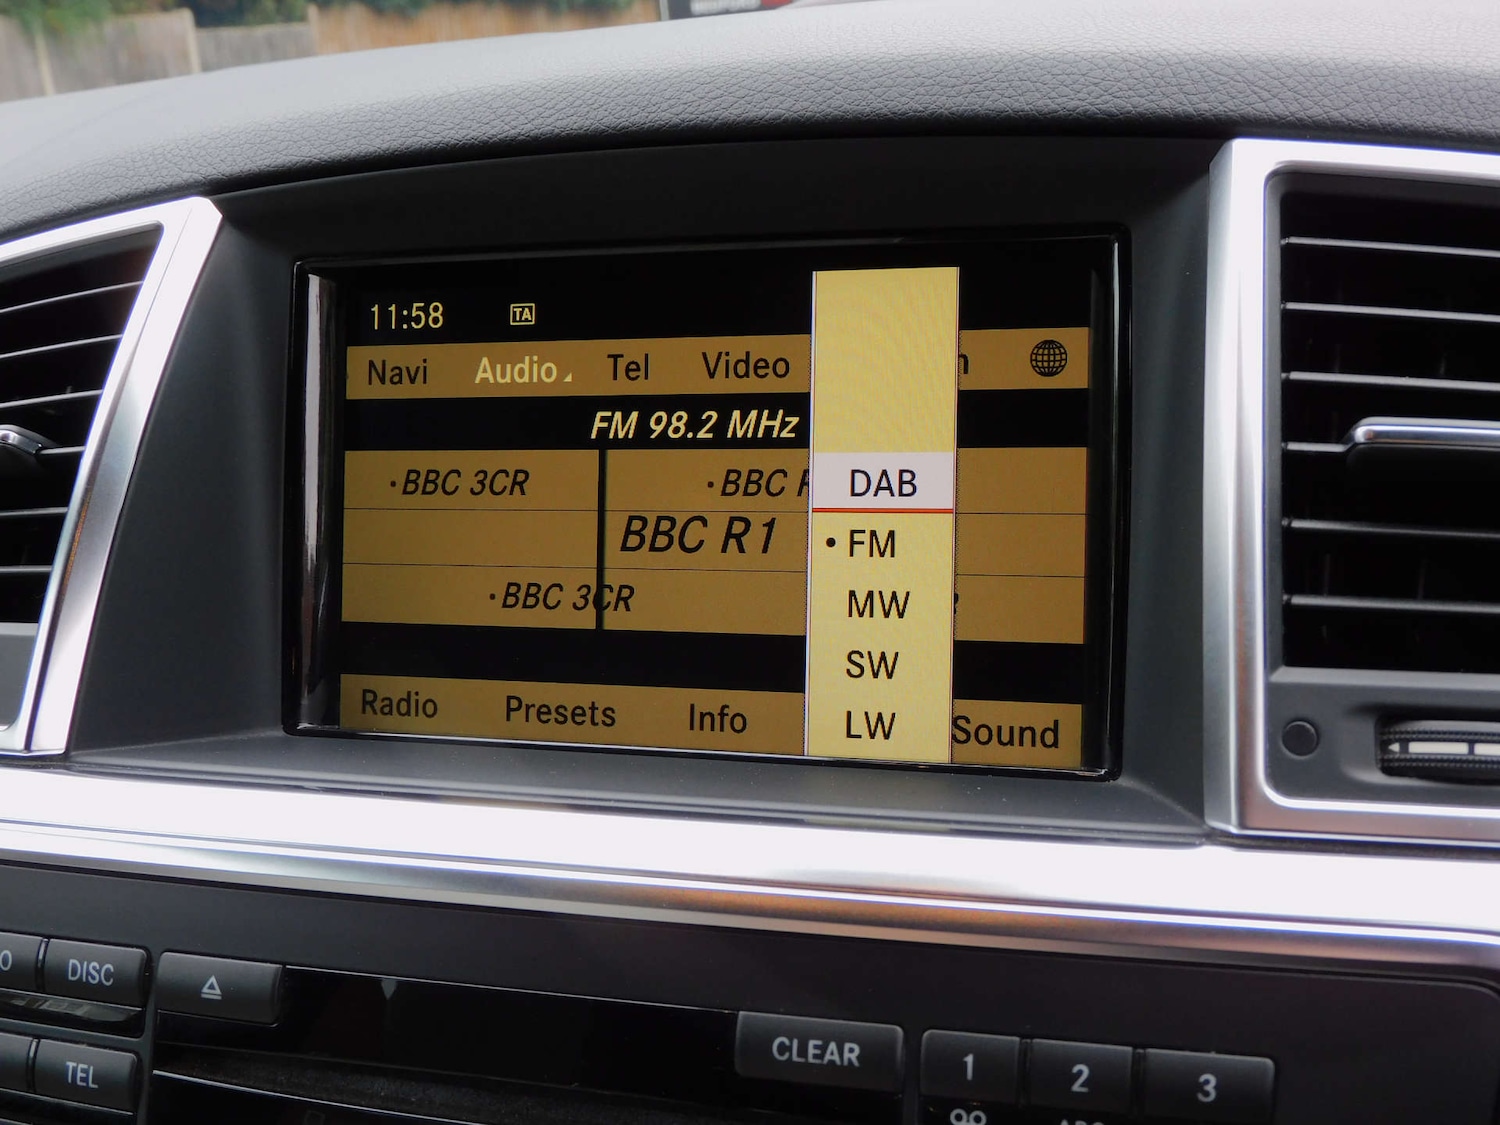 11:58 TA
Navi Audio Tel Video
FM 98.2 MHz
BBC 3CR
BBC
BBC R1
BBC 3CR
DAB
• FM
MW
SW
LW
Radio Presets Info Sound
DISC
TEL
CLEAR
1 2 3